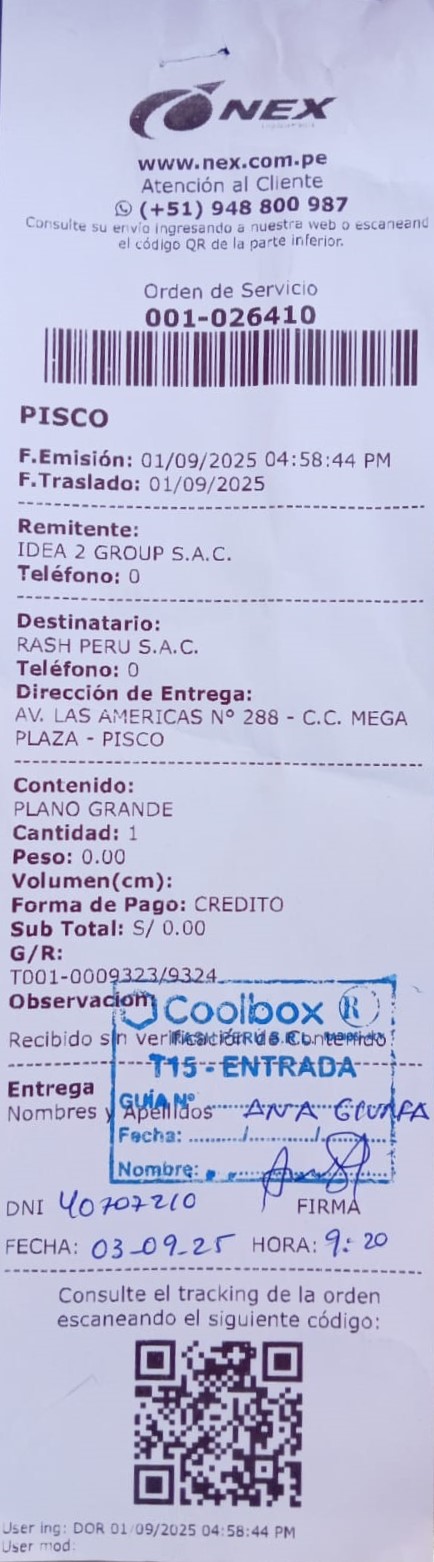 NEX
www.nex.com.pe
Atención al Cliente
(+51) 948 800 987
Consulte su envío ingresando a nuestra web o escaneand
el código QR de la parte inferior.
Orden de Servicio
001-026410
PISCO
F.Emisión: 01/09/2025 04:58:44 PM
F.Traslado: 01/09/2025
Remitente:
IDEA 2 GROUP S.A.C.
Teléfono: 0
Destinatario:
RASH PERU S.A.C.
Teléfono: 0
Dirección de Entrega:
AV. LAS AMERICAS Nº 288 - C.C. MEGA
PLAZA - PISCO
Contenido:
PLANO GRANDE
Cantidad: 1
Peso: 0.00
Volumen(cm):
Forma de Pago: CREDITO
Sub Total: S/ 0.00
G/R:
T001-0009323/9324
Observacion:
Coolbox ®
Recibido sin verificación de Contenido
T15 - ENTRADA
Entrega
GUÍA Nº
Nombres y Apellidos ANA
Fecha: ......../............/............
Nombre:
DNI 40707210 FIRMA
FECHA: 03-09-25 HORA: 9:20
Consulte el tracking de la orden
escaneando el siguiente código:
User ing: DOR 01/09/2025 04:58:44 PM
User mod: